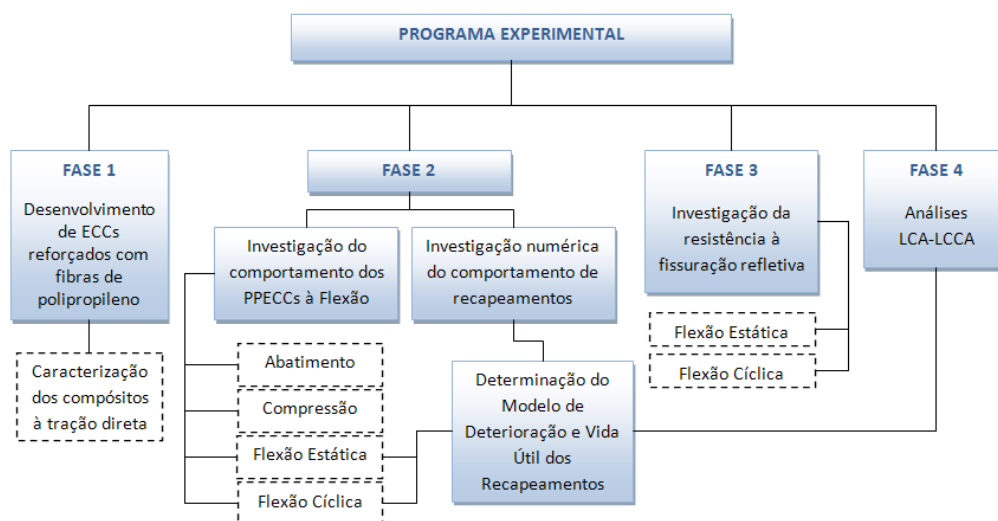 PROGRAMA EXPERIMENTAL
FASE 1
Desenvolvimento
de ECCs
reforçados com
fibras de
polipropileno
Caracterização
dos compósitos
à tração direta
FASE 2
Investigação do
comportamento dos
PPECCs à Flexão
Abatimento
Compressão
Flexão Estática
Flexão Cíclica
Investigação numérica
do comportamento de
recapeamentos
Determinação do
Modelo de
Deterioração e Vida
Útil dos
Recapeamentos
FASE 3
Investigação da
resistência à
fissuração refletiva
Flexão Estática
Flexão Cíclica
FASE 4
Análises
LCA-LCCA